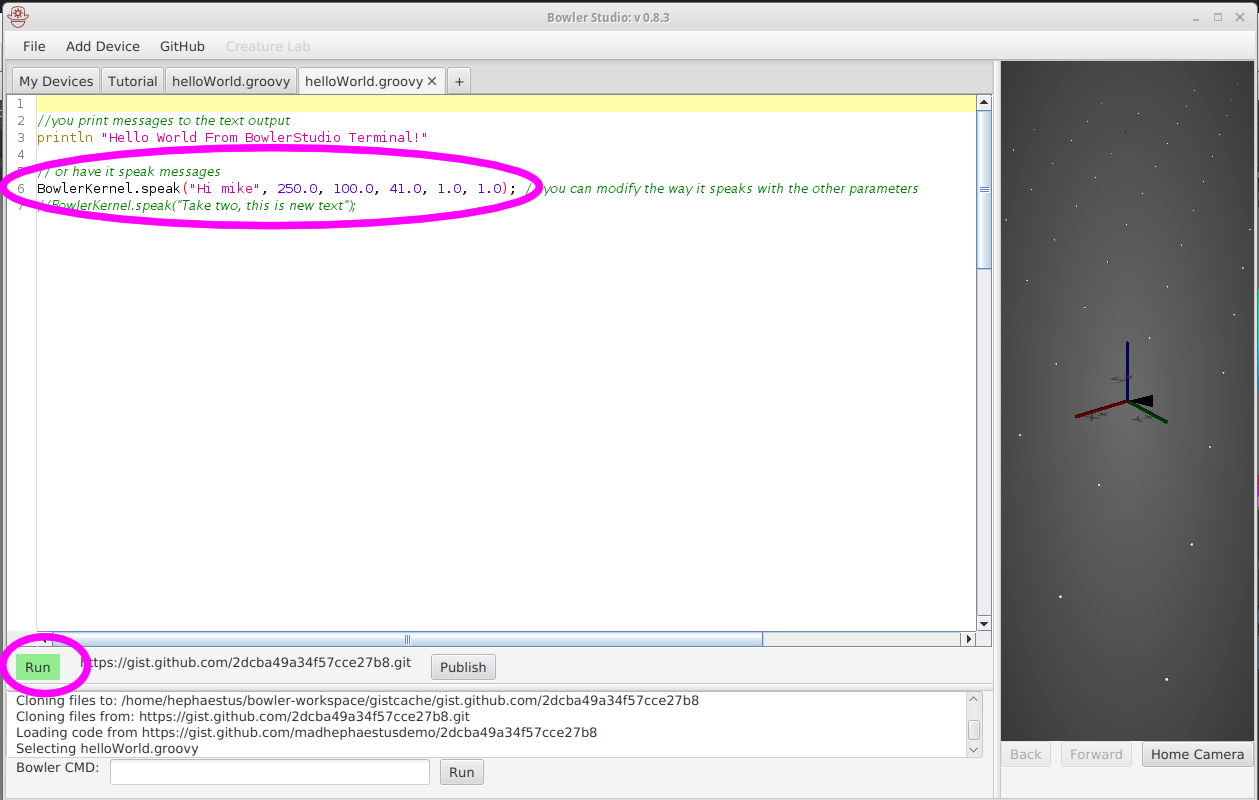 Bowler Studio: v 0.8.3
File Add Device GitHub Creature Lab
My Devices Tutorial helloWorld.groovy helloWorld.groovy × +
1
2 //you print messages to the text output
3 println "Hello World From BowlerStudio Terminal!"
4
5 // or have it speak messages
6 BowlerKernel.speak("Hi mike", 250.0, 100.0, 41.0, 1.0, 1.0); //you can modify the way it speaks with the other parameters
7 //BowlerKernel.speak("Take two, this is new text");
Run https://gist.github.com/2dcba49a34f57cce27b8.git Publish
Cloning files to: /home/hephaestus/bowler-workspace/gistcache/gist.github.com/2dcba49a34f57cce27b8
Cloning files from: https://gist.github.com/2dcba49a34f57cce27b8.git
Loading code from https://gist.github.com/madhephaestusdemo/2dcba49a34f57cce27b8
Selecting helloWorld.groovy
Bowler CMD: Run
Back Forward Home Camera